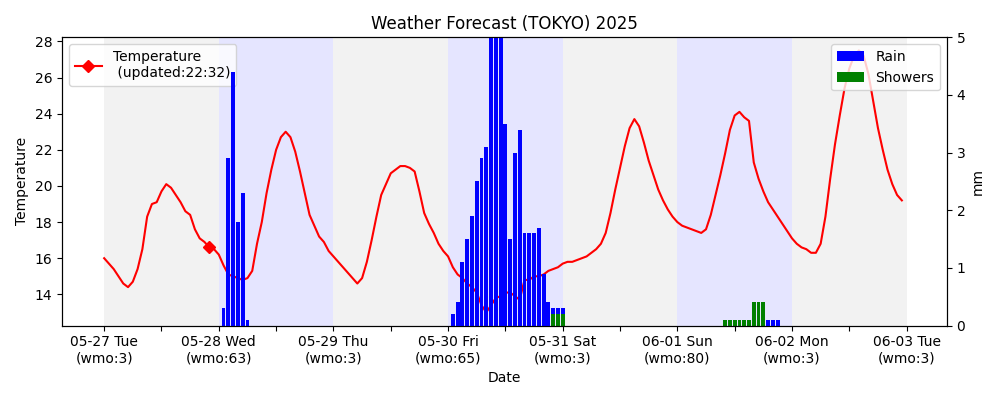 Weather Forecast (TOKYO) 2025
Temperature
(updated:22:32)
Rain
Showers
28
26
24
22
20
18
16
14
Temperature
5
4
3
2
1
0
mm
05-27 Tue
(wmo:3)
05-28 Wed
(wmo:63)
05-29 Thu
(wmo:3)
05-30 Fri
(wmo:65)
05-31 Sat
(wmo:3)
06-01 Sun
(wmo:80)
06-02 Mon
(wmo:3)
06-03 Tue
(wmo:3)
Date